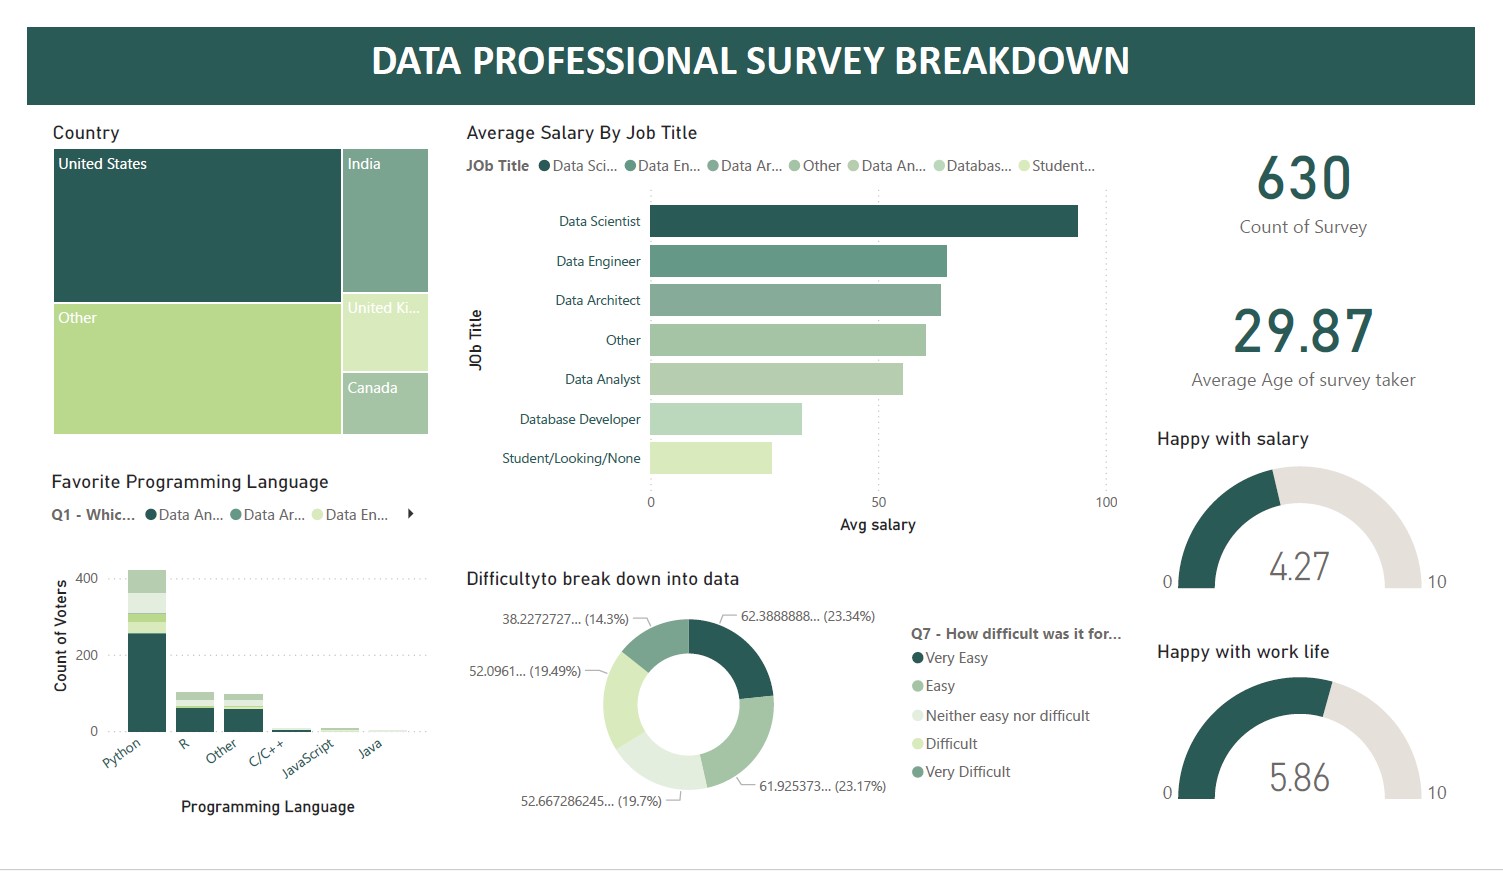 DATA PROFESSIONAL SURVEY BREAKDOWN
Country
United States
India
Other
United Ki...
Canada
Average Salary By Job Title
JOb Title Data Sci... Data En... Data Ar... Other Data An... Databas... Student...
JOb Title
Data Scientist
Data Engineer
Data Architect
Other
Data Analyst
Database Developer
Student/Looking/None
0 50 100
Avg salary
630
Count of Survey
29.87
Average Age of survey taker
Favorite Programming Language
Q1 - Whic... Data An... Data Ar... Data En...
Count of Voters
400
200
0
Python R Other C/C++ JavaScript Java
Programming Language
Difficultyto break down into data
38.2272727... (14.3%)
62.3888888... (23.34%)
52.0961... (19.49%)
61.925373... (23.17%)
52.667286245... (19.7%)
Q7 - How difficult was it for...
Very Easy
Easy
Neither easy nor difficult
Difficult
Very Difficult
Happy with salary
4.27
0 10
Happy with work life
5.86
0 10